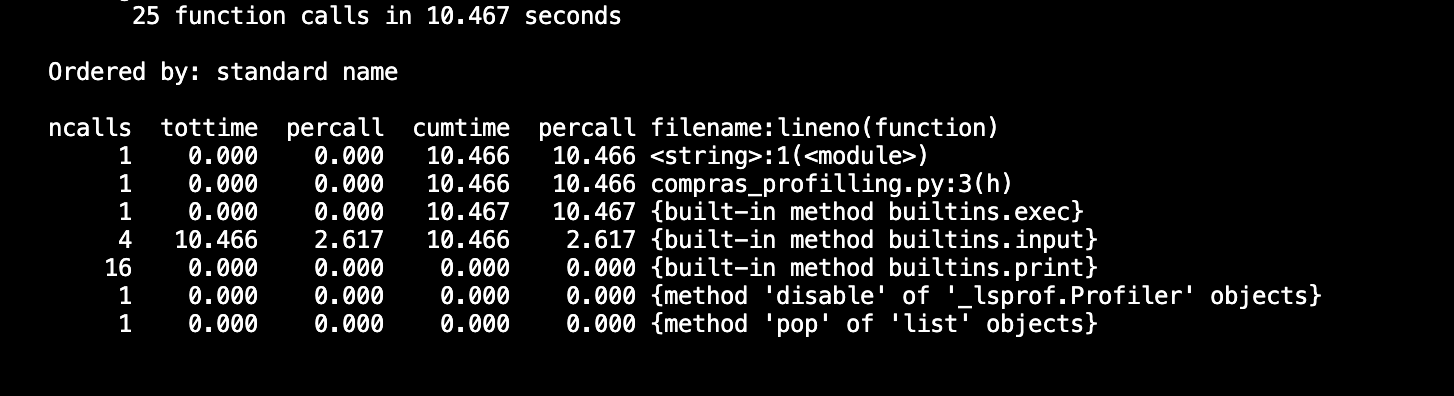 25 function calls in 10.467 seconds
Ordered by: standard name
ncalls  tottime  percall  cumtime  percall filename:lineno(function)
1    0.000    0.000   10.466   10.466 <string>:1(<module>)
1    0.000    0.000   10.466   10.466 compras_profilling.py:3(h)
1    0.000    0.000   10.467   10.467 {built-in method builtins.exec}
4   10.466    2.617   10.466    2.617 {built-in method builtins.input}
16    0.000    0.000    0.000    0.000 {built-in method builtins.print}
1    0.000    0.000    0.000    0.000 {method 'disable' of '_lsprof.Profiler' objects}
1    0.000    0.000    0.000    0.000 {method 'pop' of 'list' objects}